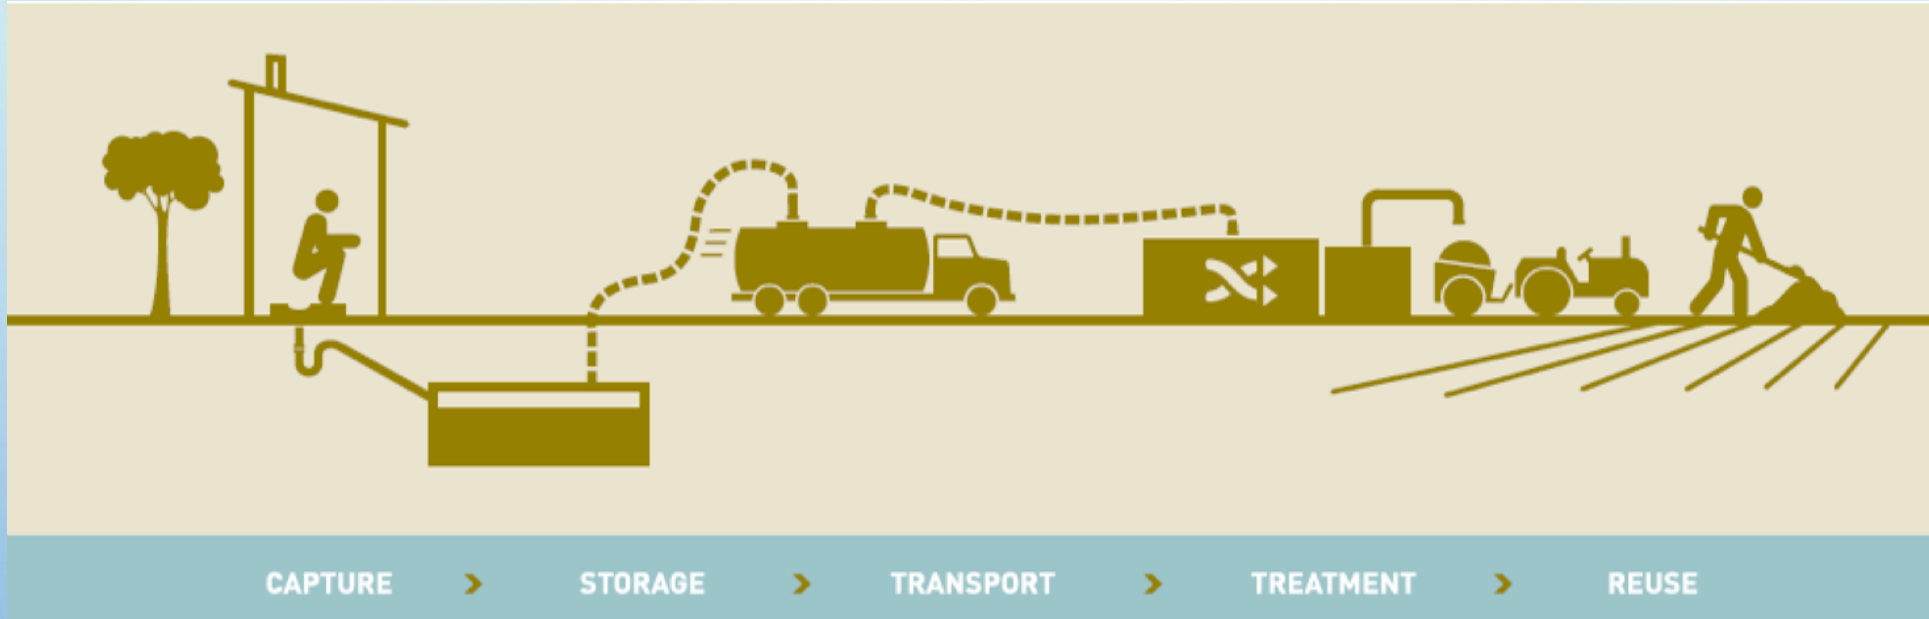 CAPTURE > STORAGE > TRANSPORT > TREATMENT > REUSE